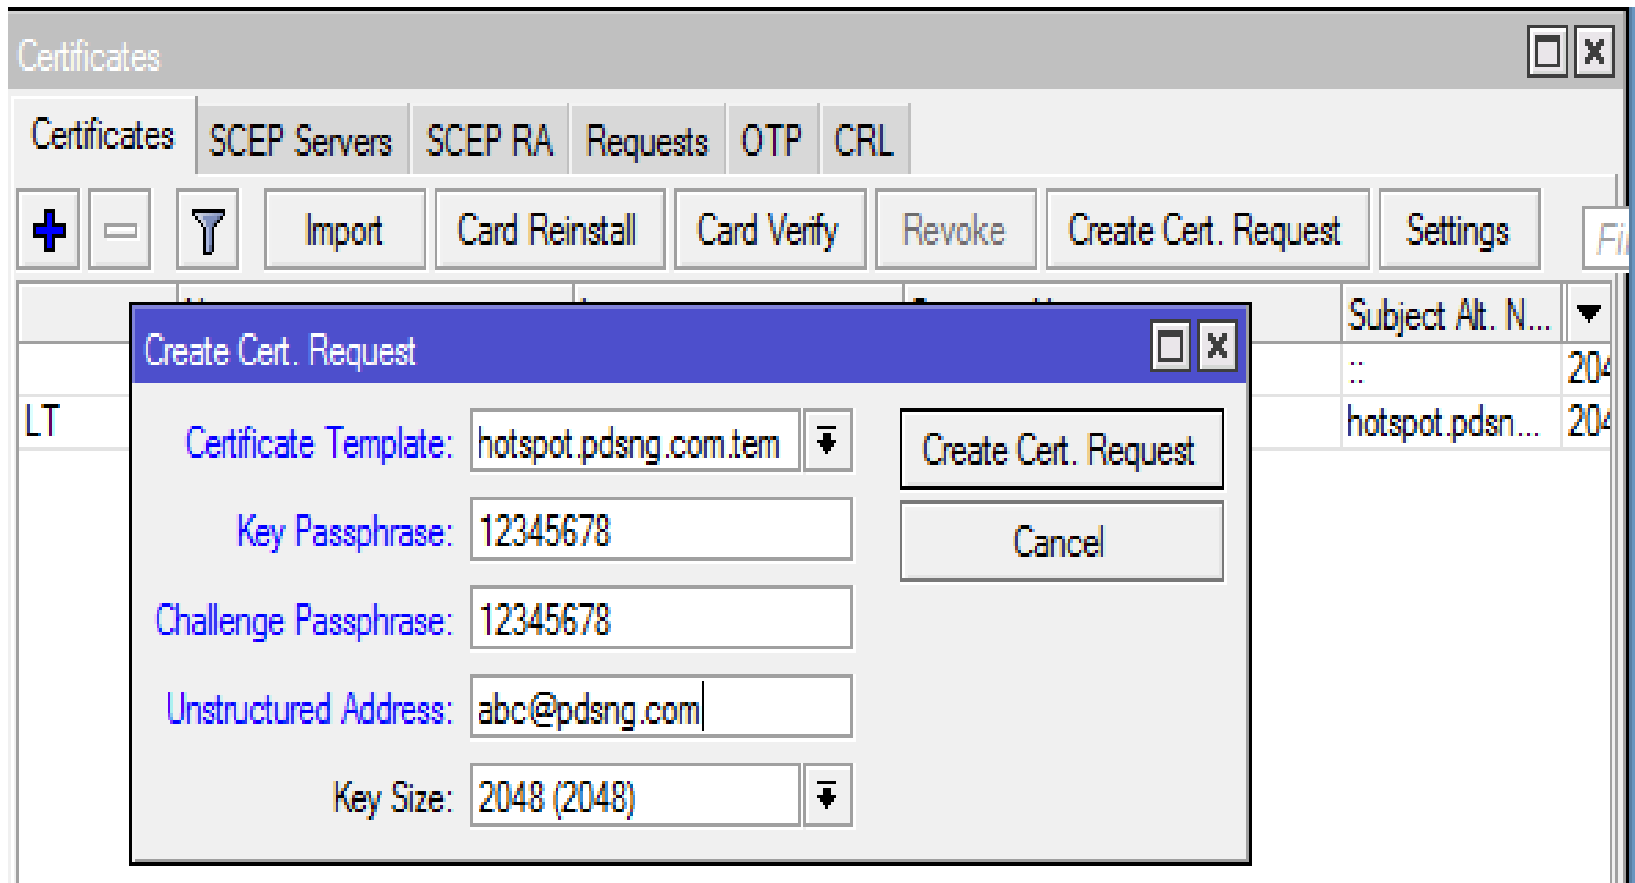 Certificates
Certificates SCEP Servers SCEP RA Requests OTP CRL
Import Card Reinstall Card Verify Revoke Create Cert. Request Settings
Subject Alt. N...
::
LT hotspot.pdsn...
Create Cert. Request
Certificate Template: hotspot.pdsng.com.tem Create Cert. Request
Key Passphrase: 12345678 Cancel
Challenge Passphrase: 12345678
Unstructured Address: abc@pdsng.com
Key Size: 2048 (2048)